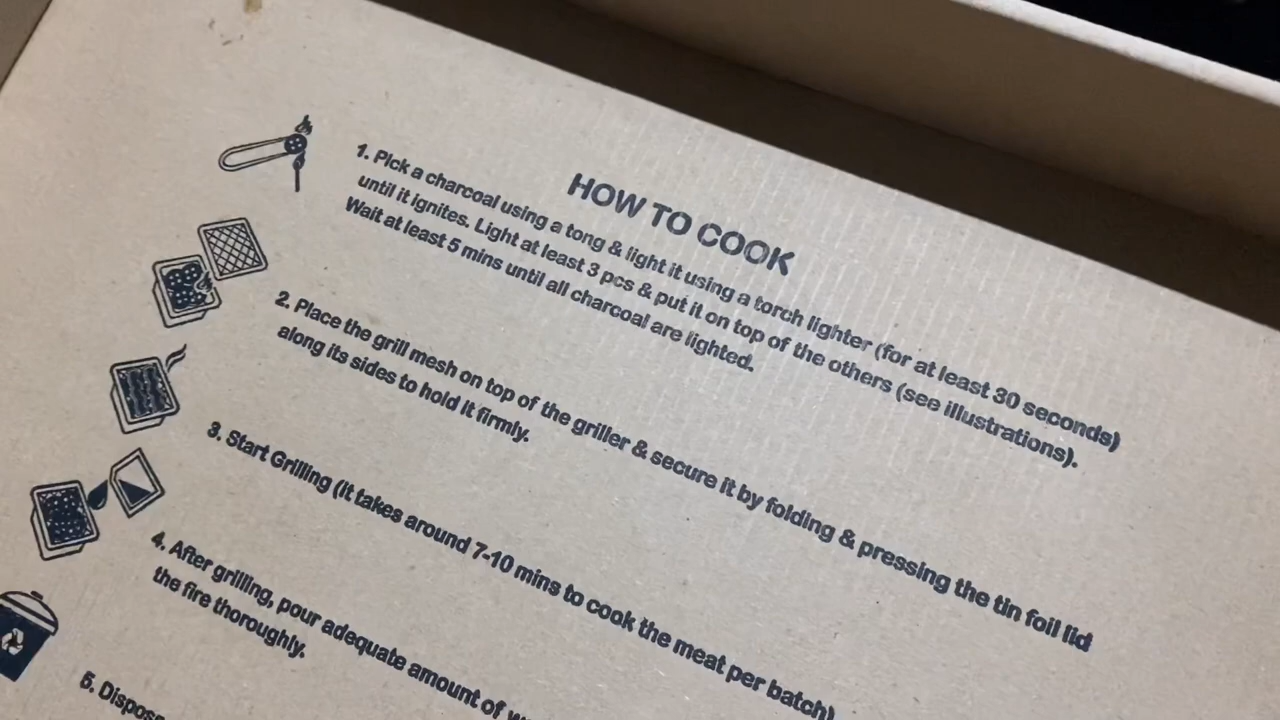 HOW TO COOK
1. Pick a charcoal using a tong & light it using a torch lighter (for at least 30 seconds)
until it ignites. Light at least 3 pcs & put it on top of the others (see illustrations).
Wait at least 5 mins until all charcoal are lighted.
2. Place the grill mesh on top of the griller & secure it by folding & pressing the tin foil lid
along its sides to hold it firmly.
3. Start Grilling (it takes around 7-10 mins to cook the meat per batch)
4. After grilling, pour adequate amount of
the fire thoroughly.
5.